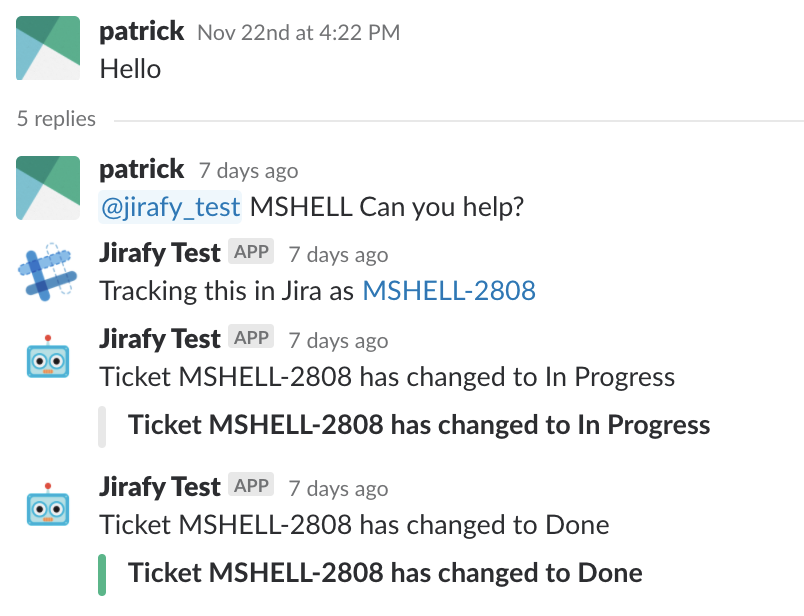 patrick Nov 22nd at 4:22 PM
Hello
5 replies
patrick 7 days ago
@jirafy_test MSHELL Can you help?
Jirafy Test APP 7 days ago
Tracking this in Jira as MSHELL-2808
Jirafy Test APP 7 days ago
Ticket MSHELL-2808 has changed to In Progress
Ticket MSHELL-2808 has changed to In Progress
Jirafy Test APP 7 days ago
Ticket MSHELL-2808 has changed to Done
Ticket MSHELL-2808 has changed to Done